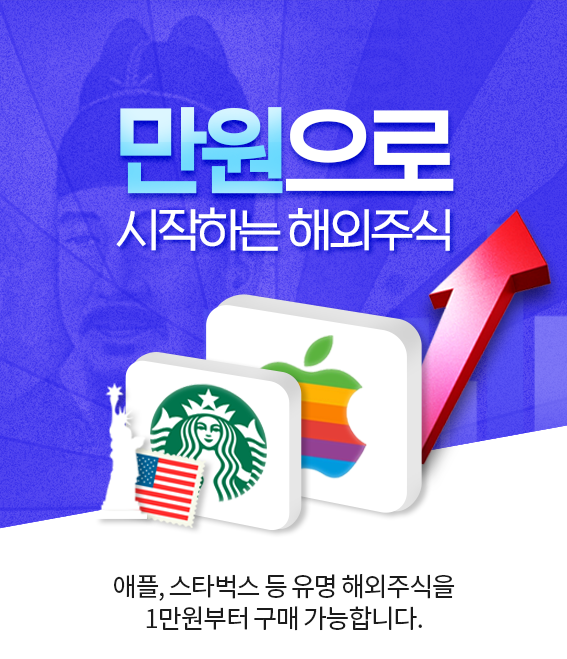 만원으로
시작하는 해외주식
애플, 스타벅스 등 유명 해외주식을
1만원부터 구매 가능합니다.